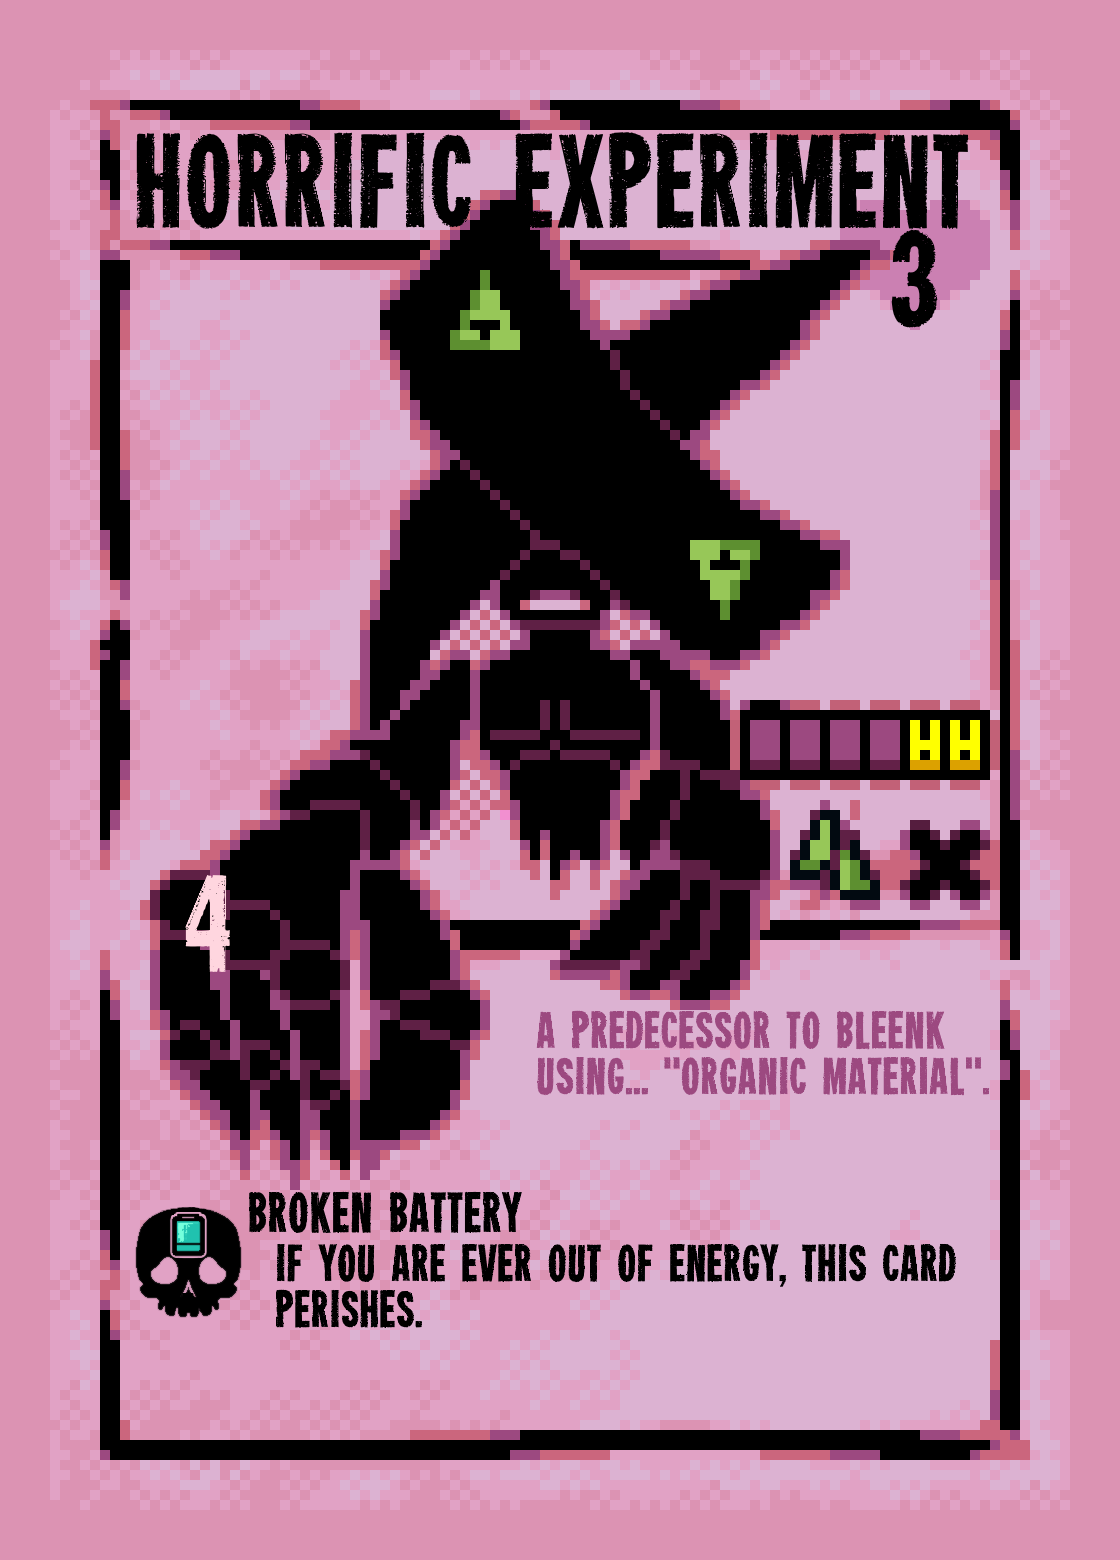 HORRIFIC EXPERIMENT
3
4
A PREDECESSOR TO BLEENK
USING... "ORGANIC MATERIAL".
BROKEN BATTERY
IF YOU ARE EVER OUT OF ENERGY, THIS CARD
PERISHES.